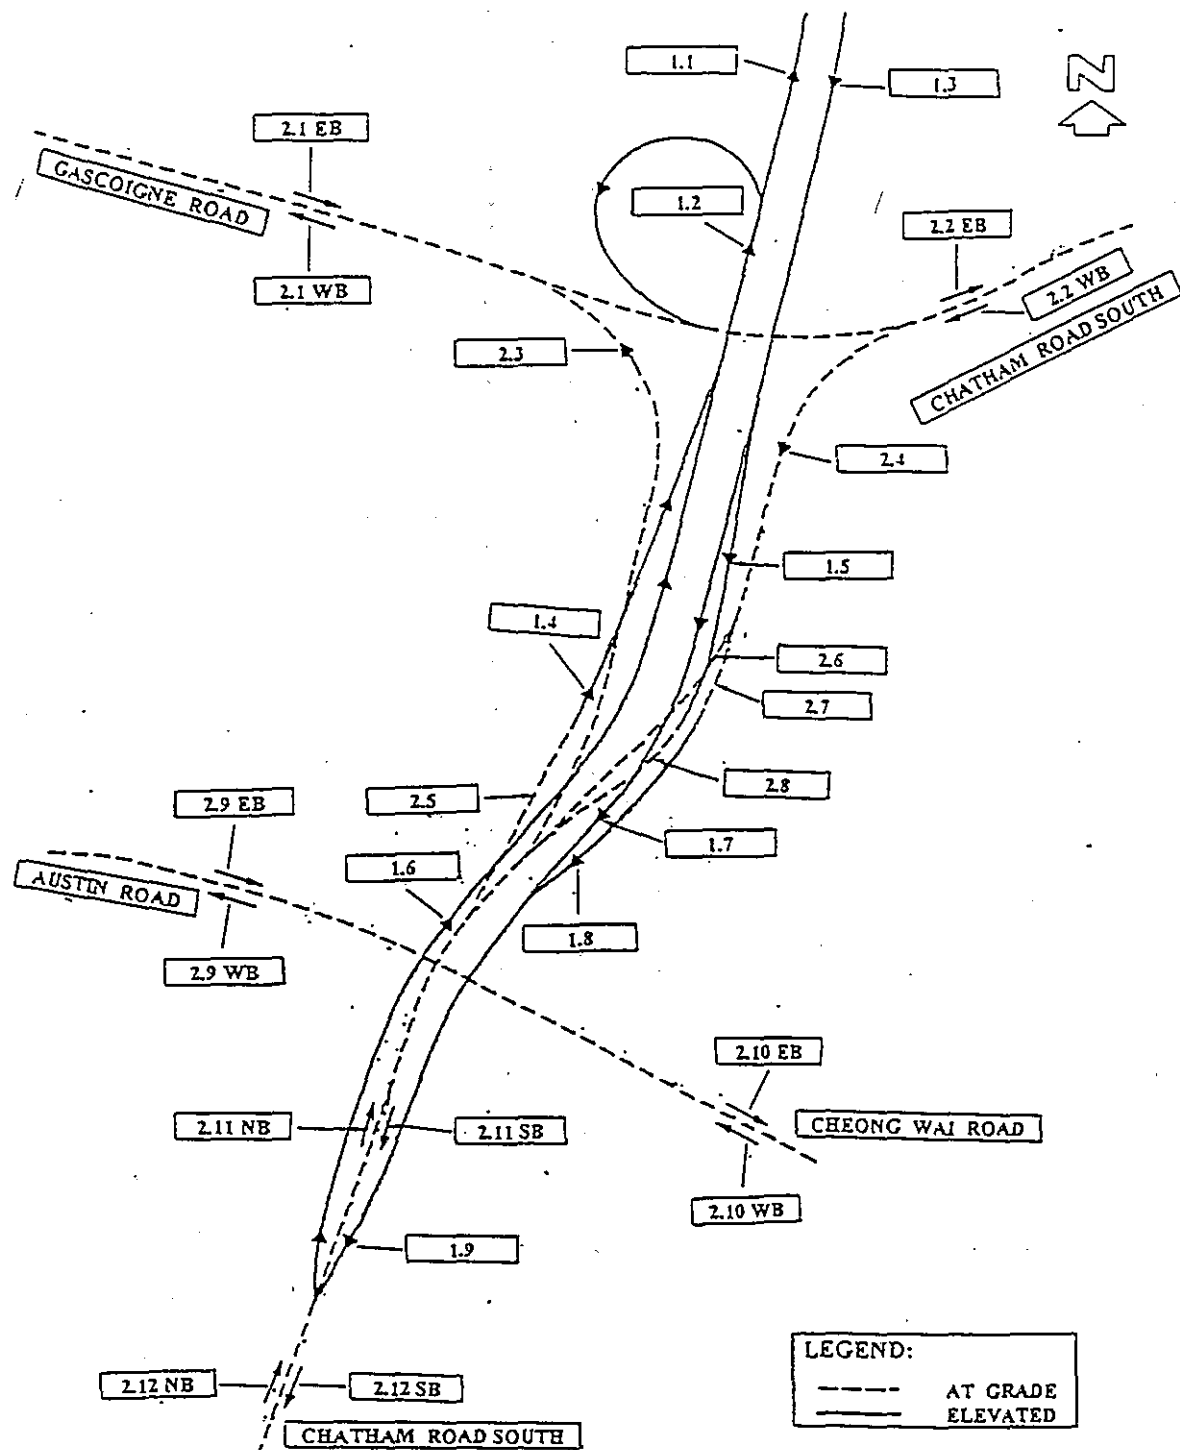 1.1
1.3
N
2.1 EB
GASCOIGNE ROAD
1.2
2.2 EB
2.2 WB
2.1 WB
CHATHAM ROAD SOUTH
2.3
2.4
1.5
1.4
2.6
2.7
2.8
2.5
2.9 EB
1.7
AUSTIN ROAD
1.6
1.8
2.9 WB
2.10 EB
2.11 NB
2.11 SB
CHEONG WAI ROAD
2.10 WB
1.9
LEGEND:
2.12 NB
2.12 SB
AT GRADE
ELEVATED
CHATHAM ROAD SOUTH